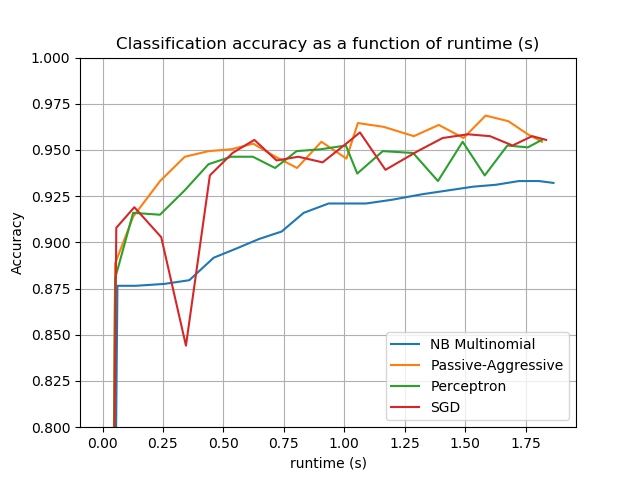 Classification accuracy as a function of runtime (s)
1.000
0.975
0.950
0.925
0.900
0.875
0.850
0.825
0.800
Accuracy
0.00 0.25 0.50 0.75 1.00 1.25 1.50 1.75
runtime (s)
NB Multinomial
Passive-Aggressive
Perceptron
SGD